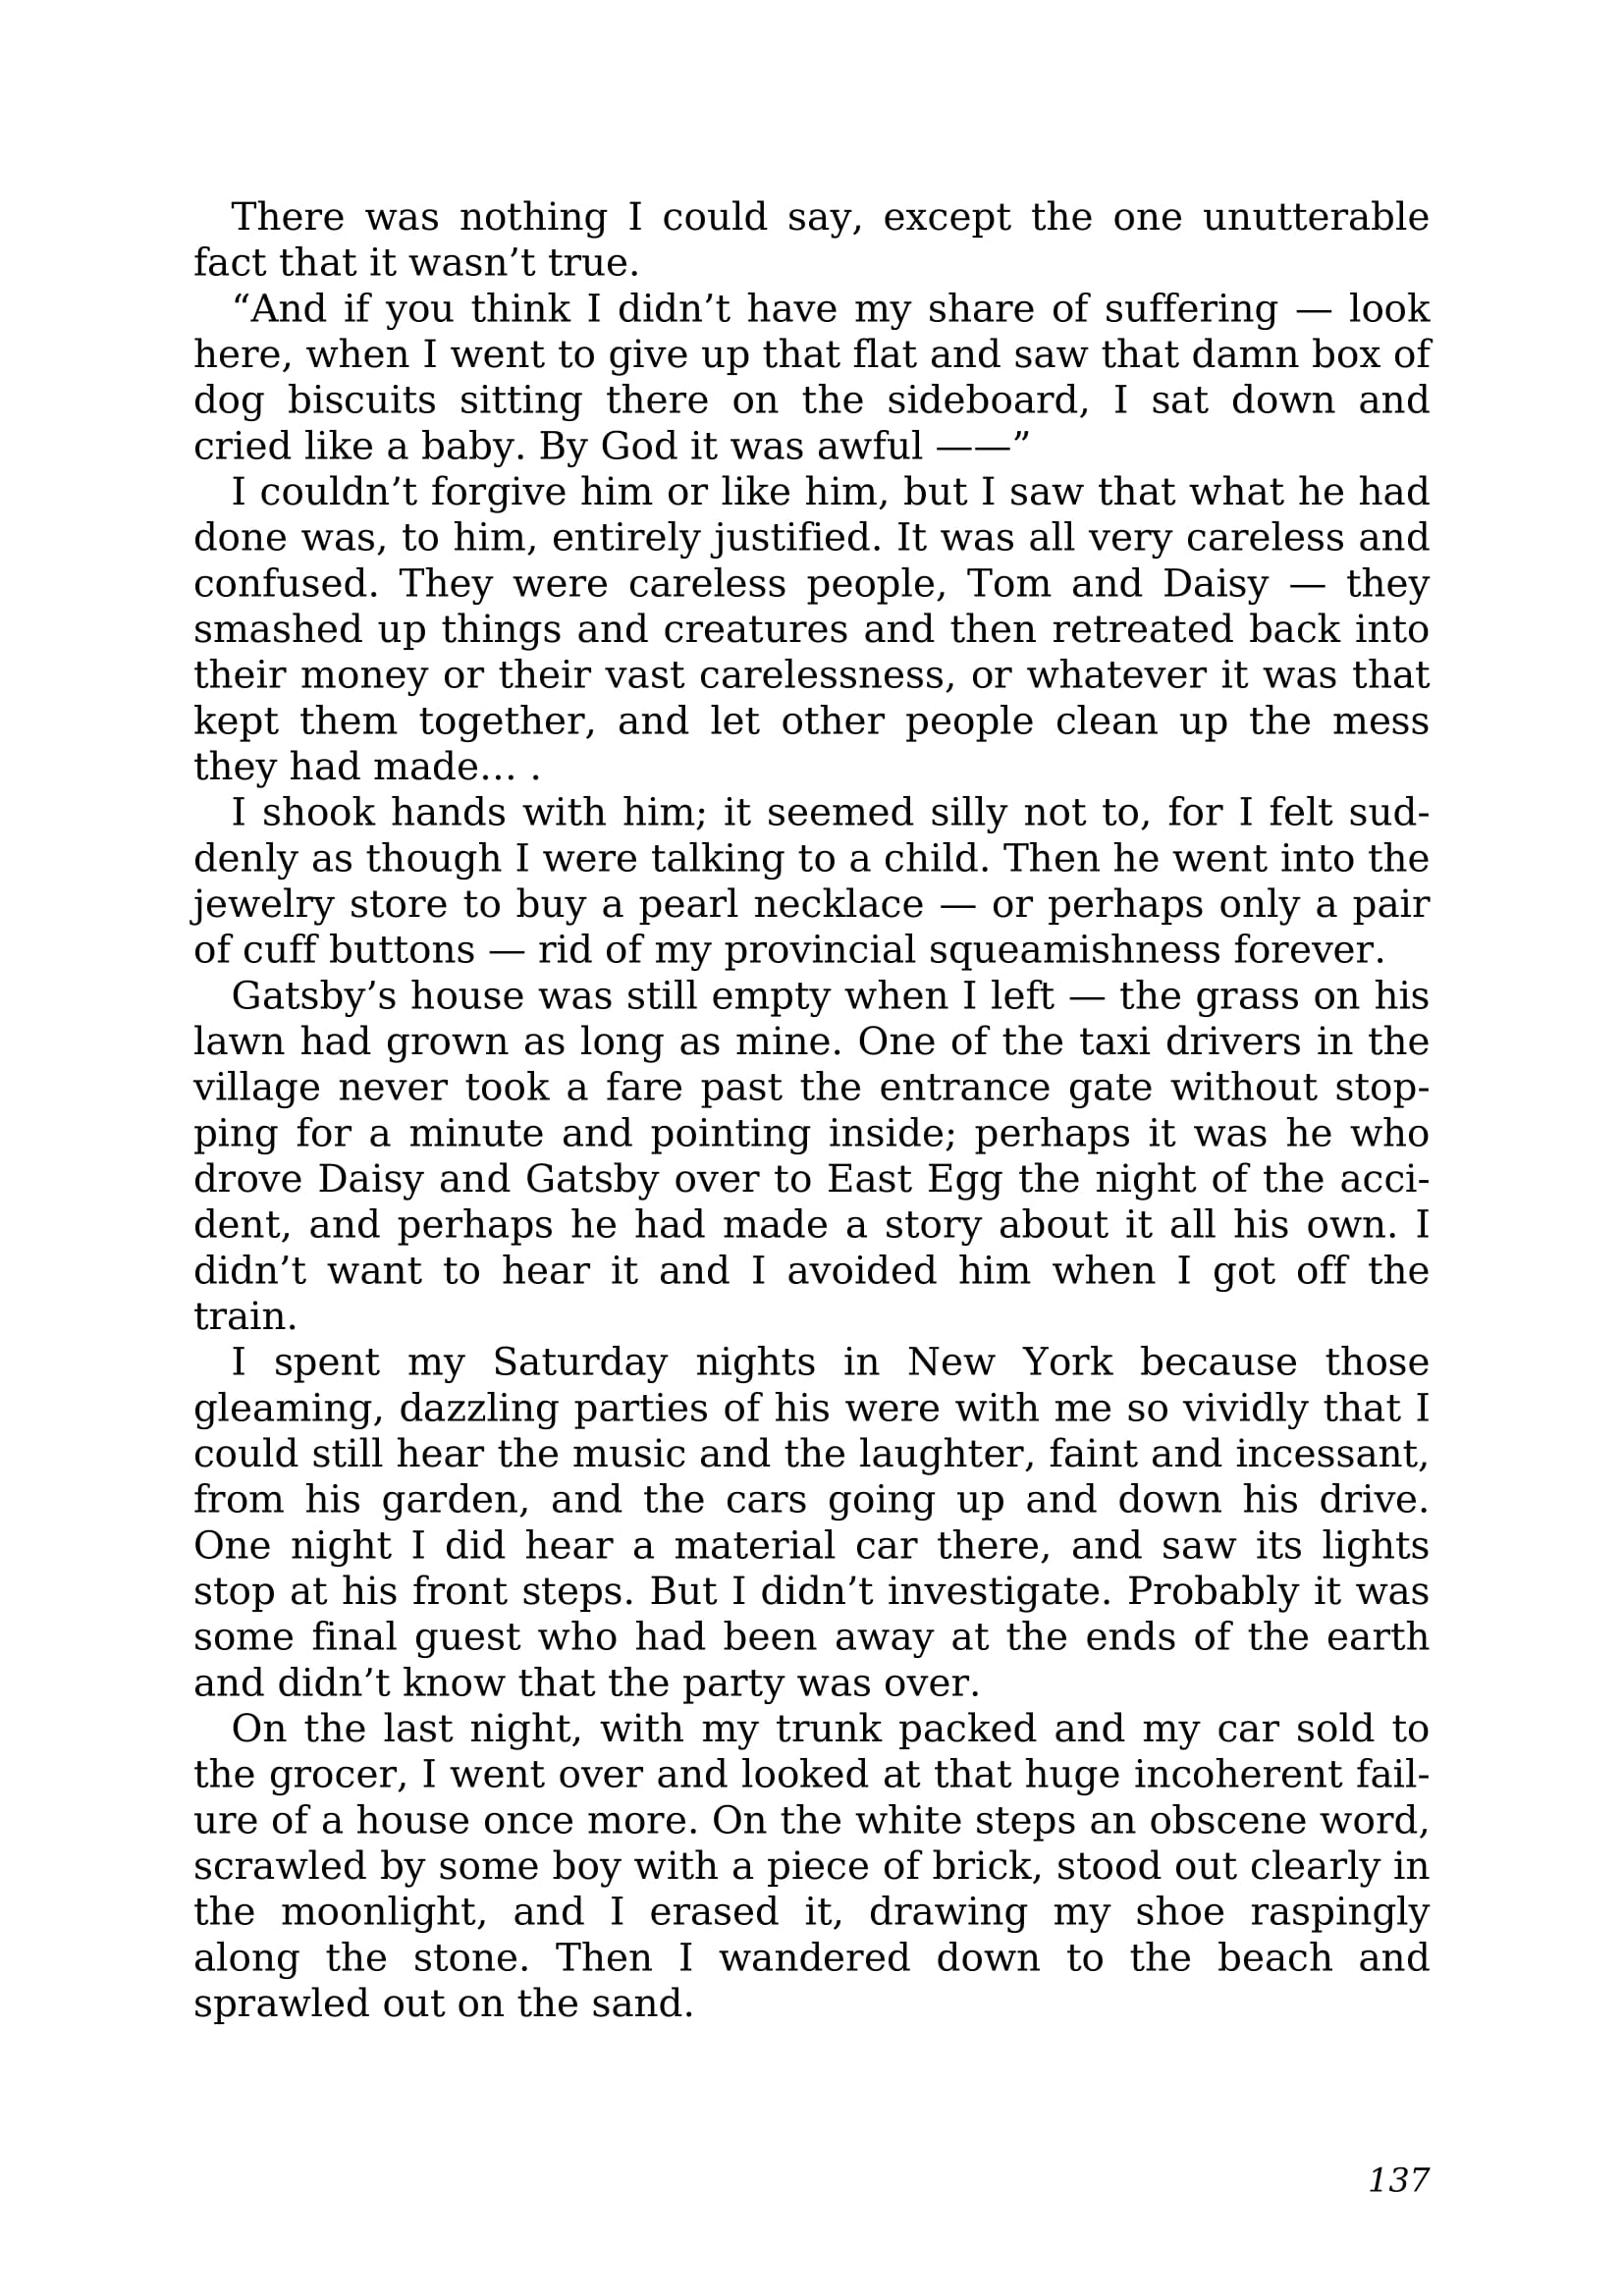 There was nothing I could say, except the one unutterable
fact that it wasn’t true.
“And if you think I didn’t have my share of suffering — look
here, when I went to give up that flat and saw that damn box of
dog biscuits sitting there on the sideboard, I sat down and
cried like a baby. By God it was awful ——”
I couldn’t forgive him or like him, but I saw that what he had
done was, to him, entirely justified. It was all very careless and
confused. They were careless people, Tom and Daisy — they
smashed up things and creatures and then retreated back into
their money or their vast carelessness, or whatever it was that
kept them together, and let other people clean up the mess
they had made… .
I shook hands with him; it seemed silly not to, for I felt sud-
denly as though I were talking to a child. Then he went into the
jewelry store to buy a pearl necklace — or perhaps only a pair
of cuff buttons — rid of my provincial squeamishness forever.
Gatsby’s house was still empty when I left — the grass on his
lawn had grown as long as mine. One of the taxi drivers in the
village never took a fare past the entrance gate without stop-
ping for a minute and pointing inside; perhaps it was he who
drove Daisy and Gatsby over to East Egg the night of the acci-
dent, and perhaps he had made a story about it all his own. I
didn’t want to hear it and I avoided him when I got off the
train.
I spent my Saturday nights in New York because those
gleaming, dazzling parties of his were with me so vividly that I
could still hear the music and the laughter, faint and incessant,
from his garden, and the cars going up and down his drive.
One night I did hear a material car there, and saw its lights
stop at his front steps. But I didn’t investigate. Probably it was
some final guest who had been away at the ends of the earth
and didn’t know that the party was over.
On the last night, with my trunk packed and my car sold to
the grocer, I went over and looked at that huge incoherent fail-
ure of a house once more. On the white steps an obscene word,
scrawled by some boy with a piece of brick, stood out clearly in
the moonlight, and I erased it, drawing my shoe raspingly
along the stone. Then I wandered down to the beach and
sprawled out on the sand.
137